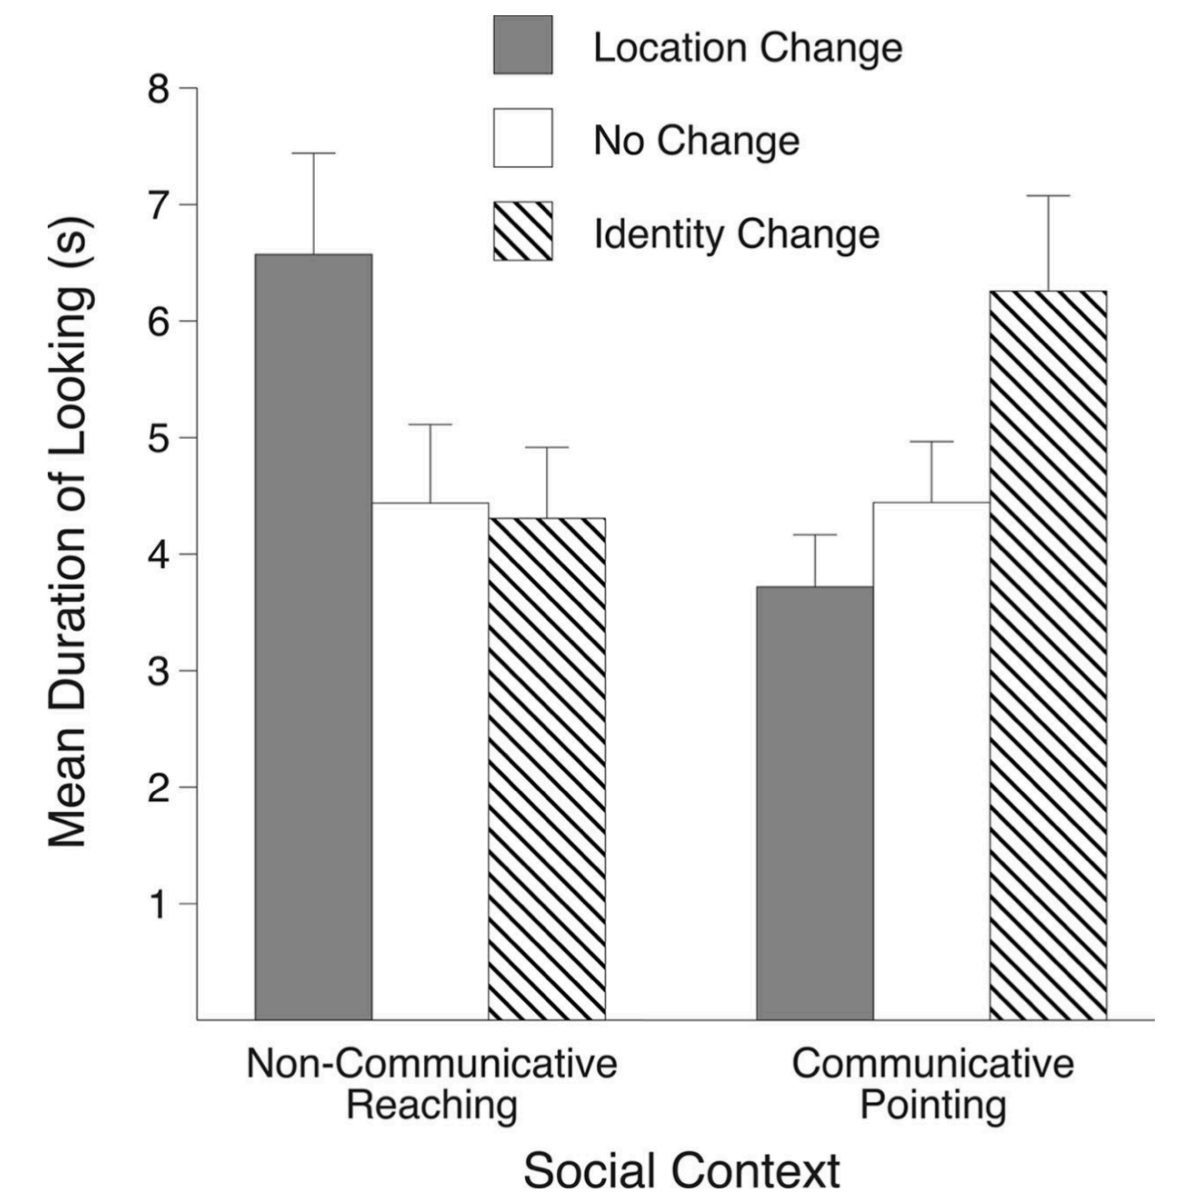 Location Change
No Change
Identity Change
8
7
6
5
4
3
2
1
Mean Duration of Looking (s)
Non-Communicative
Reaching
Communicative
Pointing
Social Context